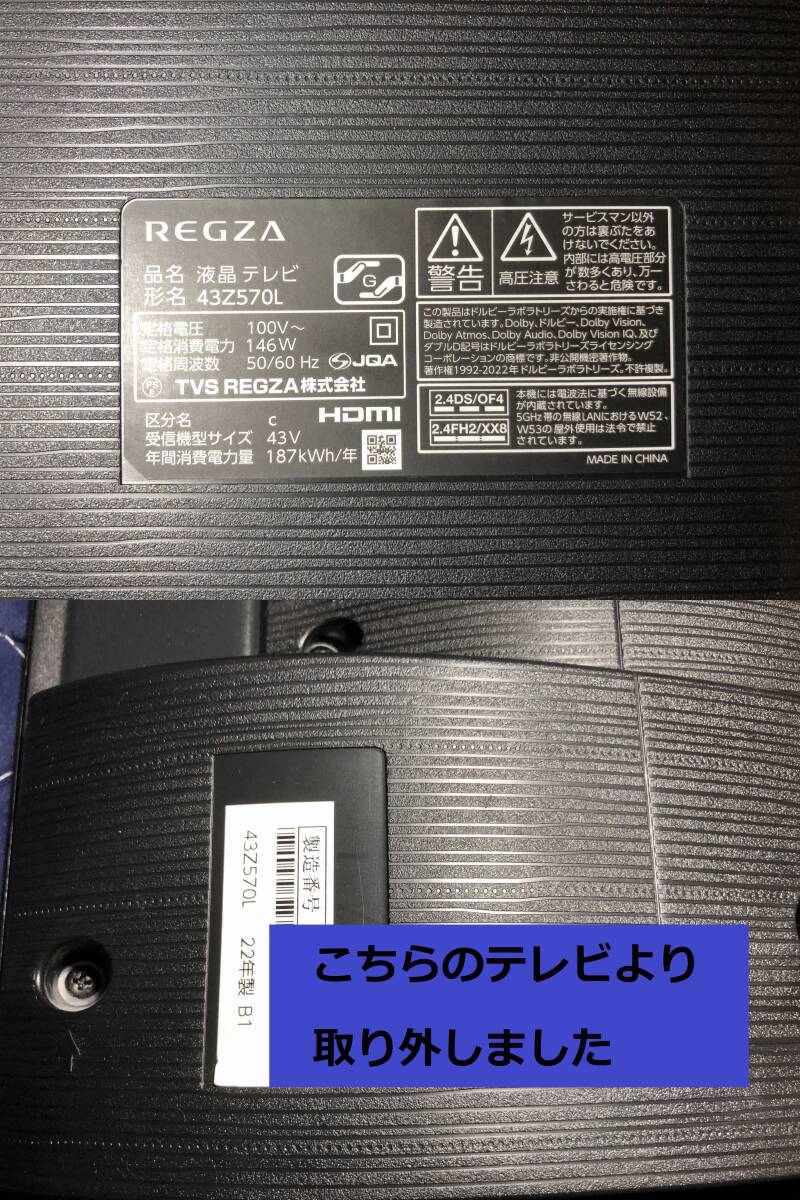 REGZA
品名 液晶テレビ
形名 43Z570L
G
定格電圧 100V～
定格消費電力 146W
定格周波数 50/60 Hz
JQA
PS
E
TVS REGZA株式会社
区分名 c
HDMI
受信機型サイズ 43V
年間消費電力量 187kWh/年
警告
高圧注意
サービスマン以外
の方は裏ぶたをあ
けないでください。
内部には高電圧部分
が数多くあり、万一
さわると危険です。
この製品はドルビーラボラトリーズからの実施権に基づき
製造されています。Dolby、ドルビー、Dolby Vision、
Dolby Atmos、Dolby Audio、Dolby Vision IQ、及び
ダブルD記号はドルビーラボラトリーズライセンシング
コーポレーションの商標です。非公開機密著作物。
著作権1992-2022年ドルビーラボラトリーズ。不許複製。
2.4DS/OF4
2.4FH2/XX8
本機には電波法に基づく無線設備
が内蔵されています。
5GHz帯の無線LANにおけるW52、
W53の屋外使用は法令で禁止
されています。
MADE IN CHINA
製造番号
43Z570L 22年製 B1
こちらのテレビより
取り外しました